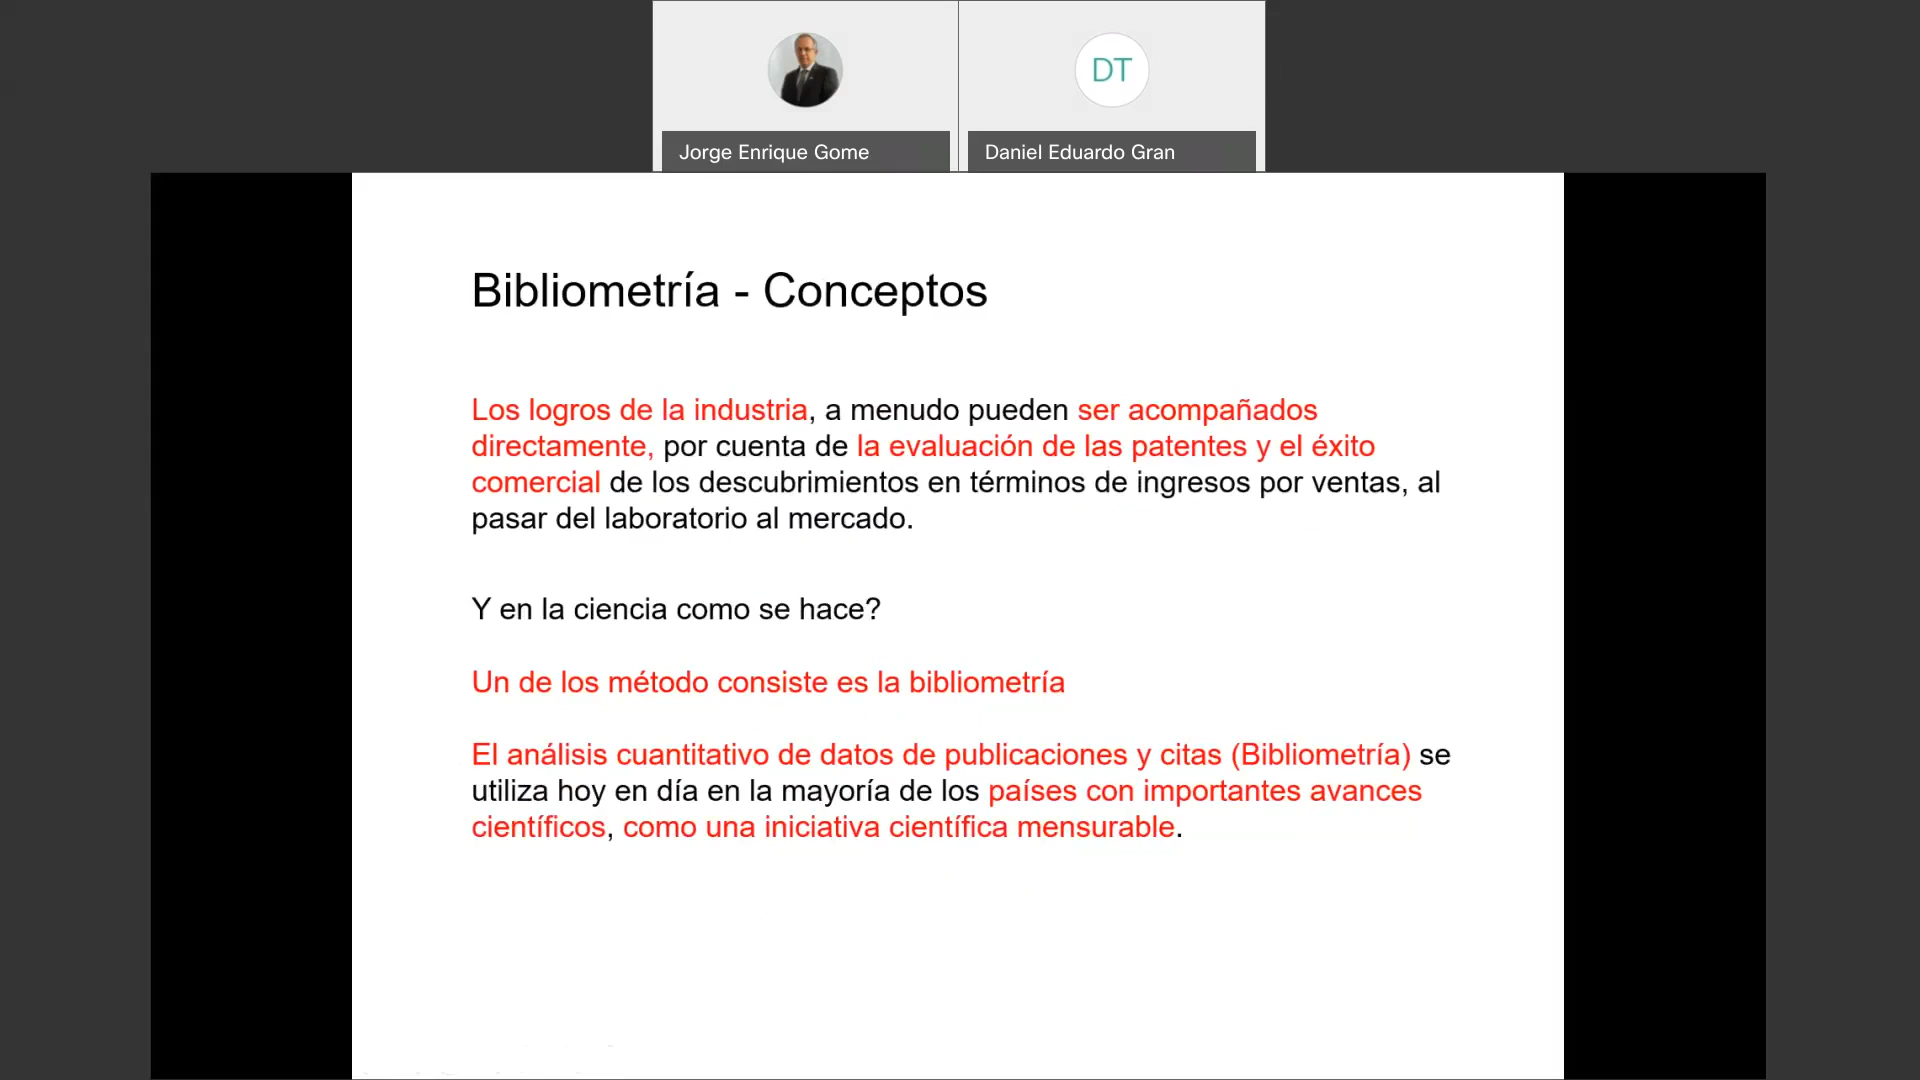 DT
Jorge Enrique Gome
Daniel Eduardo Gran
Bibliometría - Conceptos
Los logros de la industria, a menudo pueden ser acompañados
directamente, por cuenta de la evaluación de las patentes y el éxito
comercial de los descubrimientos en términos de ingresos por ventas, al
pasar del laboratorio al mercado.
Y en la ciencia como se hace?
Un de los método consiste es la bibliometría
El análisis cuantitativo de datos de publicaciones y citas (Bibliometría) se
utiliza hoy en día en la mayoría de los países con importantes avances
científicos, como una iniciativa científica mensurable.